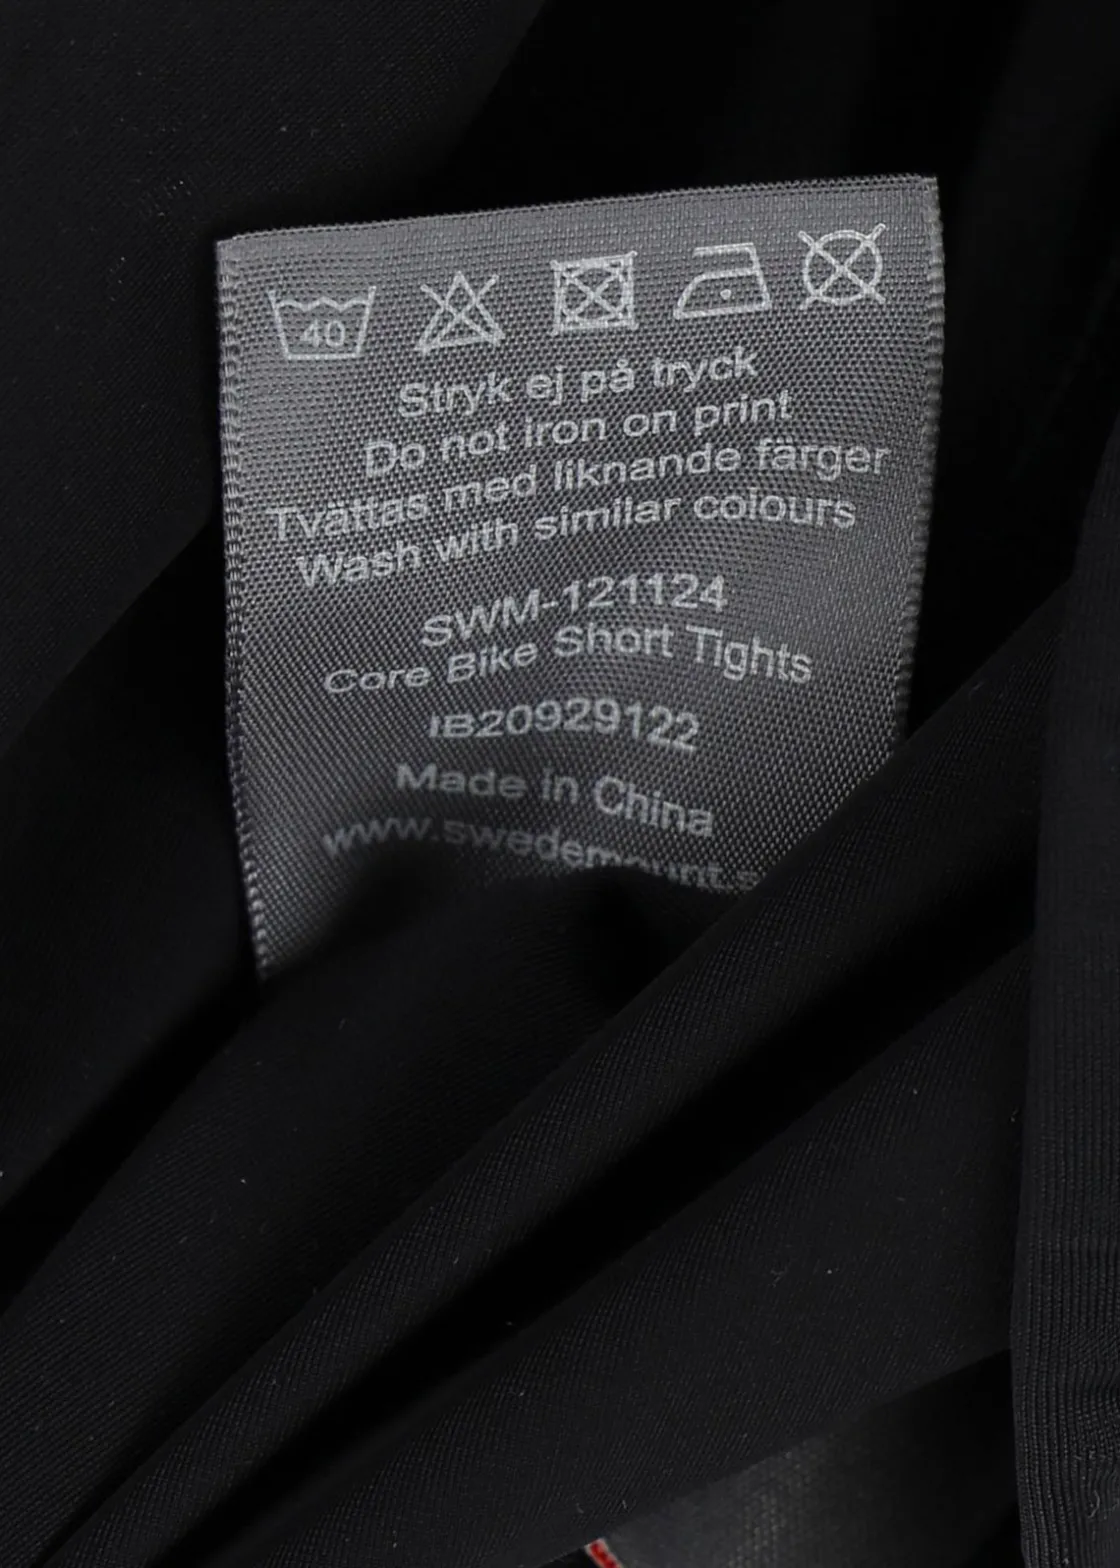 40
Stryk ej på tryck
Do not iron on print
Tvättas med liknande färger
Wash with similar colours
SWM-121124
Core Bike Short Tights
IB20929122
Made in China